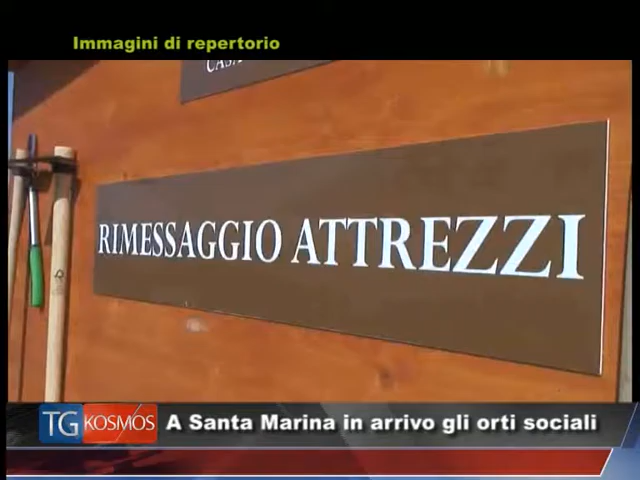 Immagini di repertorio
RIMESSAGGIO ATTREZZI
TG KOSMOS A Santa Marina in arrivo gli orti sociali